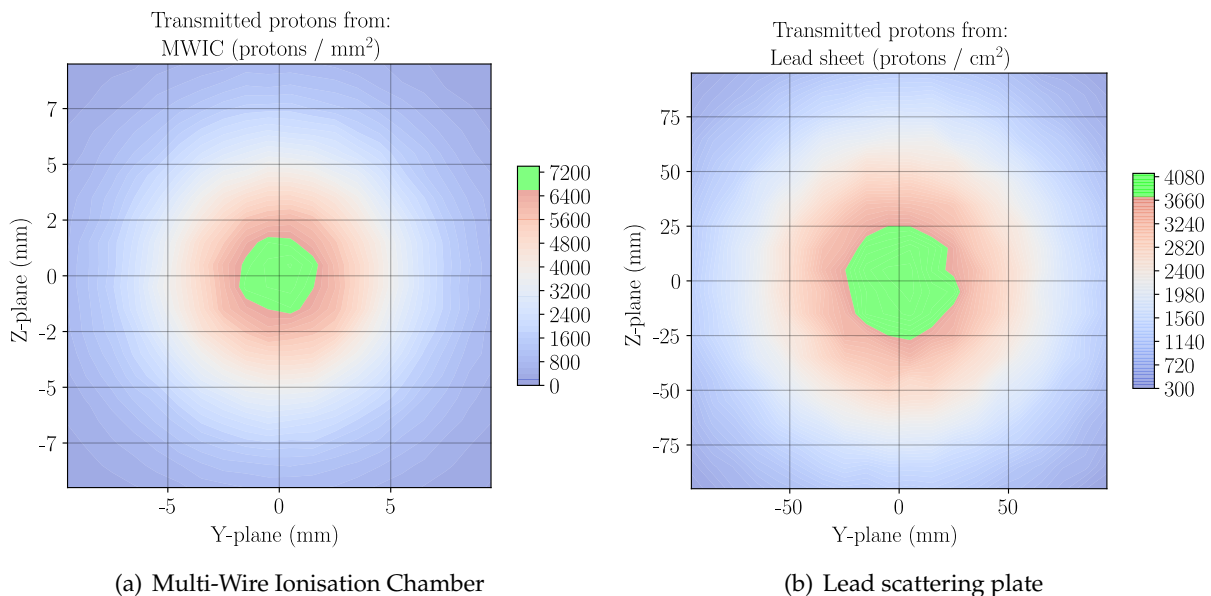 Transmitted protons from:
MWIC (protons / mm²)
7
5
2
0
-2
-5
-7
Z-plane (mm)
-5 0 5
Y-plane (mm)
7200
6400
5600
4800
4000
3200
2400
1600
800
0
(a) Multi-Wire Ionisation Chamber
Transmitted protons from:
Lead sheet (protons / cm²)
75
50
25
0
-25
-50
-75
Z-plane (mm)
-50 0 50
Y-plane (mm)
4080
3660
3240
2820
2400
1980
1560
1140
720
300
(b) Lead scattering plate